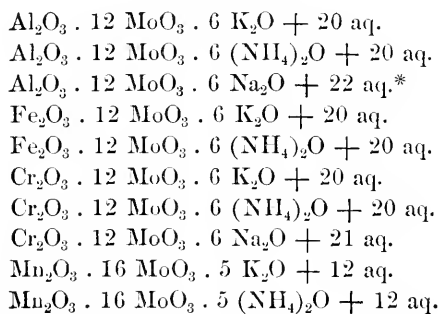 Al₂O₃ . 12 MoO₃ . 6 K₂O + 20 aq.
Al₂O₃ . 12 MoO₃ . 6 (NH₄)₂O + 20 aq.
Al₂O₃ . 12 MoO₃ . 6 Na₂O + 22 aq.*
Fe₂O₃ . 12 MoO₃ . 6 K₂O + 20 aq.
Fe₂O₃ . 12 MoO₃ . 6 (NH₄)₂O + 20 aq.
Cr₂O₃ . 12 MoO₃ . 6 K₂O + 20 aq.
Cr₂O₃ . 12 MoO₃ . 6 (NH₄)₂O + 20 aq.
Cr₂O₃ . 12 MoO₃ . 6 Na₂O + 21 aq.
Mn₂O₃ . 16 MoO₃ . 5 K₂O + 12 aq.
Mn₂O₃ . 16 MoO₃ . 5 (NH₄)₂O + 12 aq.